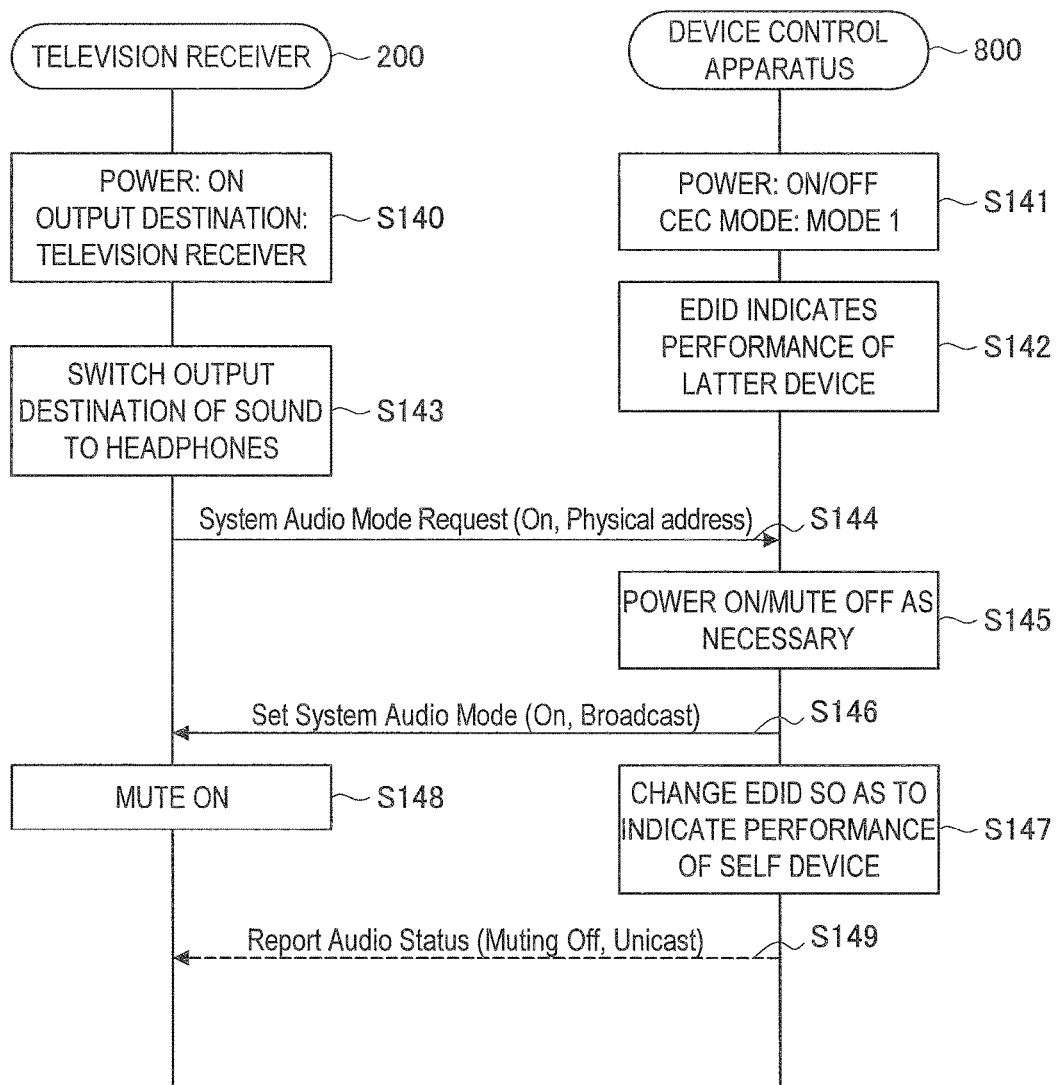 TELEVISION RECEIVER
200
DEVICE CONTROL
APPARATUS
800
POWER: ON
OUTPUT DESTINATION:
TELEVISION RECEIVER
S140
POWER: ON/OFF
CEC MODE: MODE 1
S141
EDID INDICATES
PERFORMANCE OF
LATTER DEVICE
S142
SWITCH OUTPUT
DESTINATION OF SOUND
TO HEADPHONES
S143
System Audio Mode Request (On, Physical address)
S144
POWER ON/MUTE OFF AS
NECESSARY
S145
Set System Audio Mode (On, Broadcast)
S146
MUTE ON
S148
CHANGE EDID SO AS TO
INDICATE PERFORMANCE
OF SELF DEVICE
S147
Report Audio Status (Muting Off, Unicast)
S149